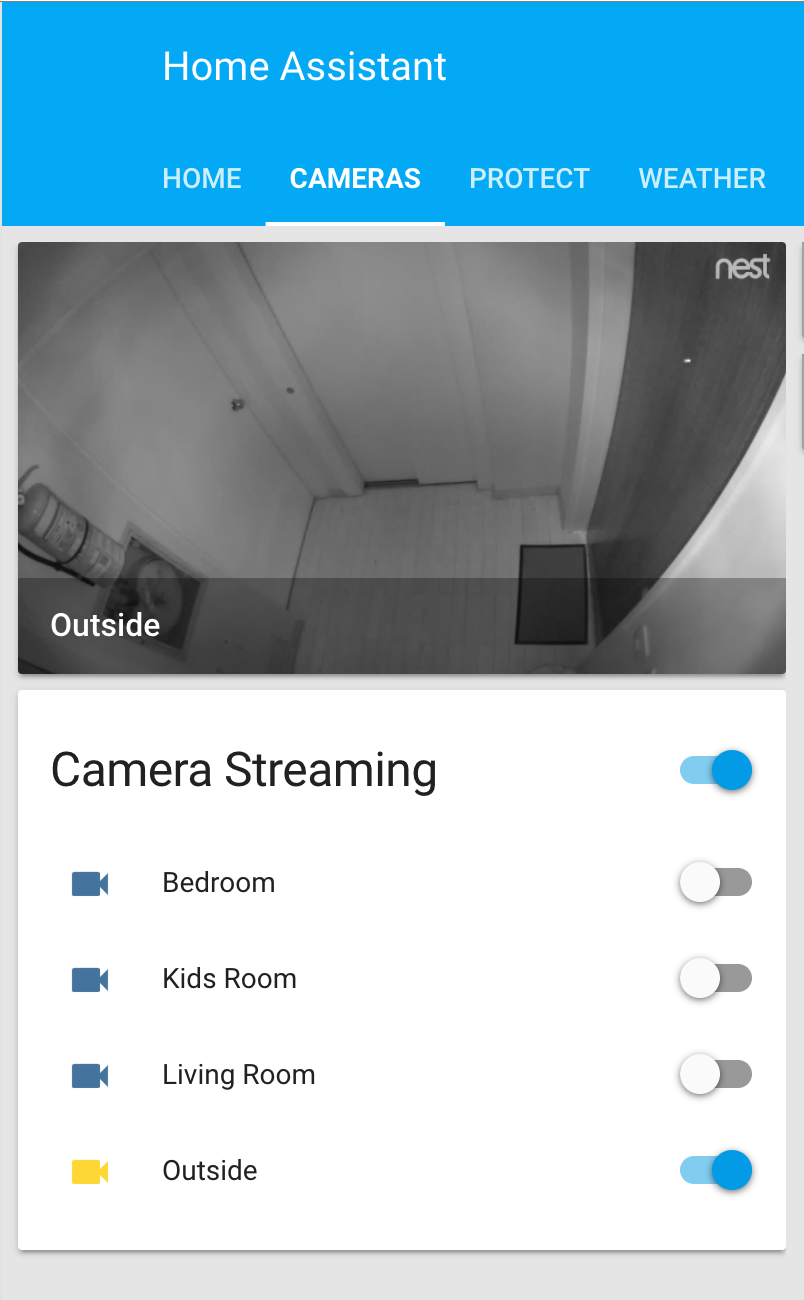 Home Assistant
HOME CAMERAS PROTECT WEATHER
nest
Outside
Camera Streaming
Bedroom
Kids Room
Living Room
Outside